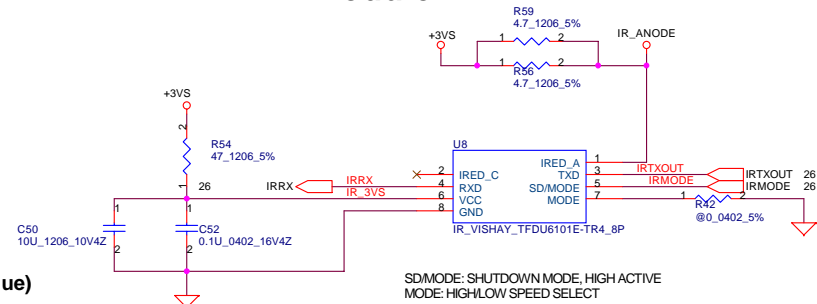 R59
4.7_1206_5%
+3VS
IR_ANODE
1
2
1
2
R56
4.7_1206_5%
+3VS
2
R54
47_1206_5%
1
26
U8
IRRX
IRRX
IR_3VS
2
4
6
8
IRED_C
RXD
VCC
GND
IRED_A
TXD
SD/MODE
MODE
1
3
5
7
IRTXOUT
IRMODE
IRTXOUT 26
IRMODE 26
1
2
R42
@0_0402_5%
IR_VISHAY_TFDU6101E-TR4_8P
1
1
C50
10U_1206_10V4Z
2
C52
0.1U_0402_16V4Z
2
ue)
SD/MODE: SHUTDOWN MODE, HIGH ACTIVE
MODE: HIGH/LOW SPEED SELECT